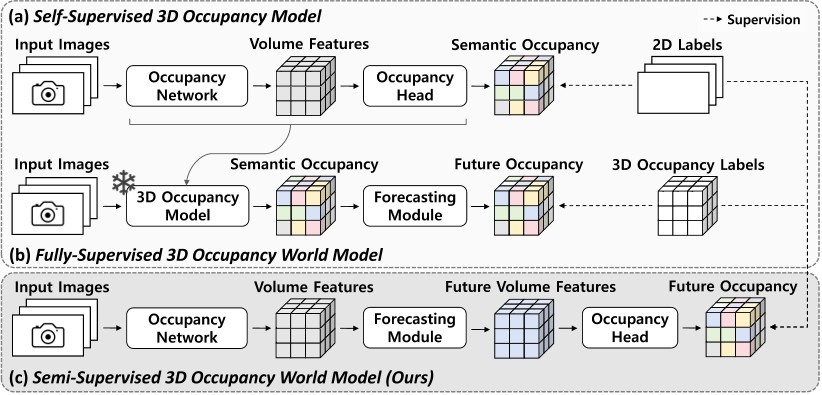 (a) Self-Supervised 3D Occupancy Model
Supervision
Input Images
Volume Features
Semantic Occupancy
2D Labels
Occupancy
Network
Occupancy
Head
Input Images
Semantic Occupancy
Future Occupancy
3D Occupancy Labels
3D Occupancy
Model
Forecasting
Module
(b) Fully-Supervised 3D Occupancy World Model
Input Images
Volume Features
Future Volume Features
Future Occupancy
Occupancy
Network
Forecasting
Module
Occupancy
Head
(c) Semi-Supervised 3D Occupancy World Model (Ours)